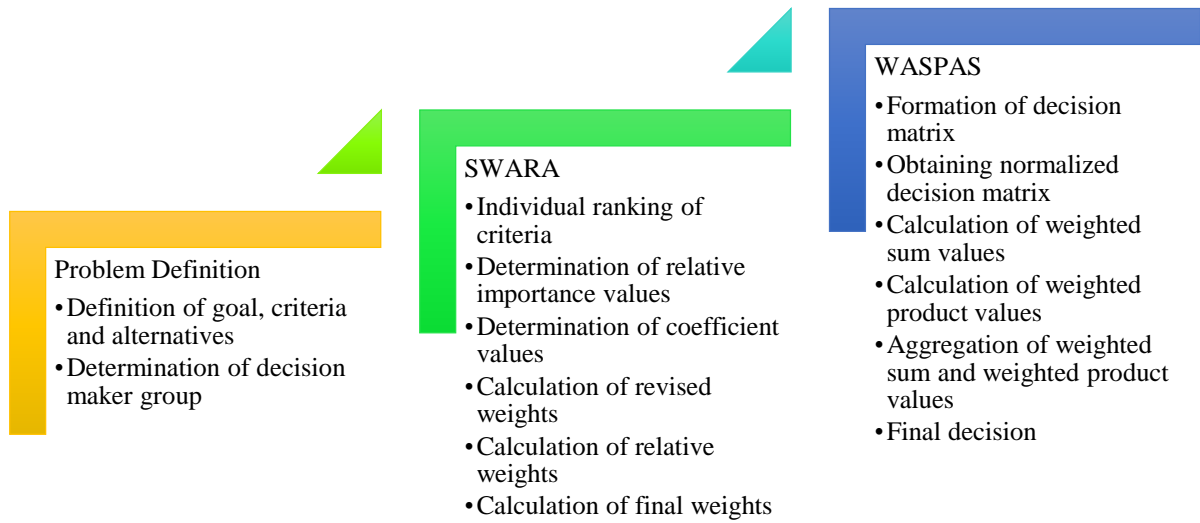 Problem Definition
•Definition of goal, criteria
and alternatives
•Determination of decision
maker group
SWARA
•Individual ranking of
criteria
•Determination of relative
importance values
•Determination of coefficient
values
•Calculation of revised
weights
•Calculation of relative
weights
•Calculation of final weights
WASPAS
•Formation of decision
matrix
•Obtaining normalized
decision matrix
•Calculation of weighted
sum values
•Calculation of weighted
product values
•Aggregation of weighted
sum and weighted product
values
•Final decision